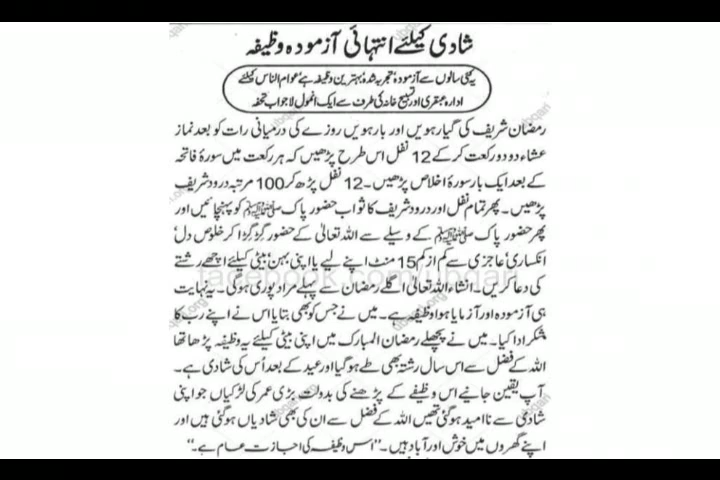 شادی کیلئے انتہائی آزمودہ وظیفہ
یہ کئی سالوں سے آزمودہ تجربہ شدہ بہترین وظیفہ ہے عوام الناس کیلئے
ادارہ عبقری اور تسبیح خانہ کی طرف سے ایک انمول لاجواب تحفہ
رمضان شریف کی گیارہویں اور بارہویں روزے کی درمیانی رات کو بعد نماز
عشاء دو دو رکعت کر کے 12 نفل اس طرح پڑھیں کہ ہر رکعت میں سورۂ فاتحہ
کے بعد ایک بار سورۂ اخلاص پڑھیں۔ 12 نفل پڑھ کر 100 مرتبہ درود شریف
پڑھیں۔ پھر تمام نفل اور درود شریف کا ثواب حضور پاک ﷺ کو پہنچائیں اور
پھر حضور پاک ﷺ کے وسیلے سے اللہ تعالیٰ کے حضور گڑگڑا کر خلوص دل
انکساری عاجزی سے کم از کم 15 منٹ اپنے لیے یا اپنی بہن، بیٹی کیلئے اچھے رشتے
کی دعا کریں۔ انشاء اللہ تعالیٰ اگلے رمضان سے پہلے مراد پوری ہوگی۔ یہ نہایت
ہی آزمودہ اور آزمایا ہوا وظیفہ ہے۔ میں نے جس کو بھی بتایا اس نے اپنے رب کا
شکر ادا کیا۔ میں نے پچھلے رمضان المبارک میں اپنی بیٹی کیلئے یہ وظیفہ پڑھا تھا
اللہ کے فضل سے اس سال رشتہ بھی طے ہوگیا اور عید کے بعد اُس کی شادی ہے۔
آپ یقین جانیے اس وظیفے کے پڑھنے کی بدولت بڑی عمر کی لڑکیاں جو اپنی
شادی سے ناامید ہوگئی تھیں اللہ کے فضل سے ان کی بھی شادیاں ہوگئی ہیں اور
اپنے گھروں میں خوش اور آباد ہیں۔ "اس وظیفہ کی اجازت عام ہے۔"
facebook.com/ubqari
ubqari.org